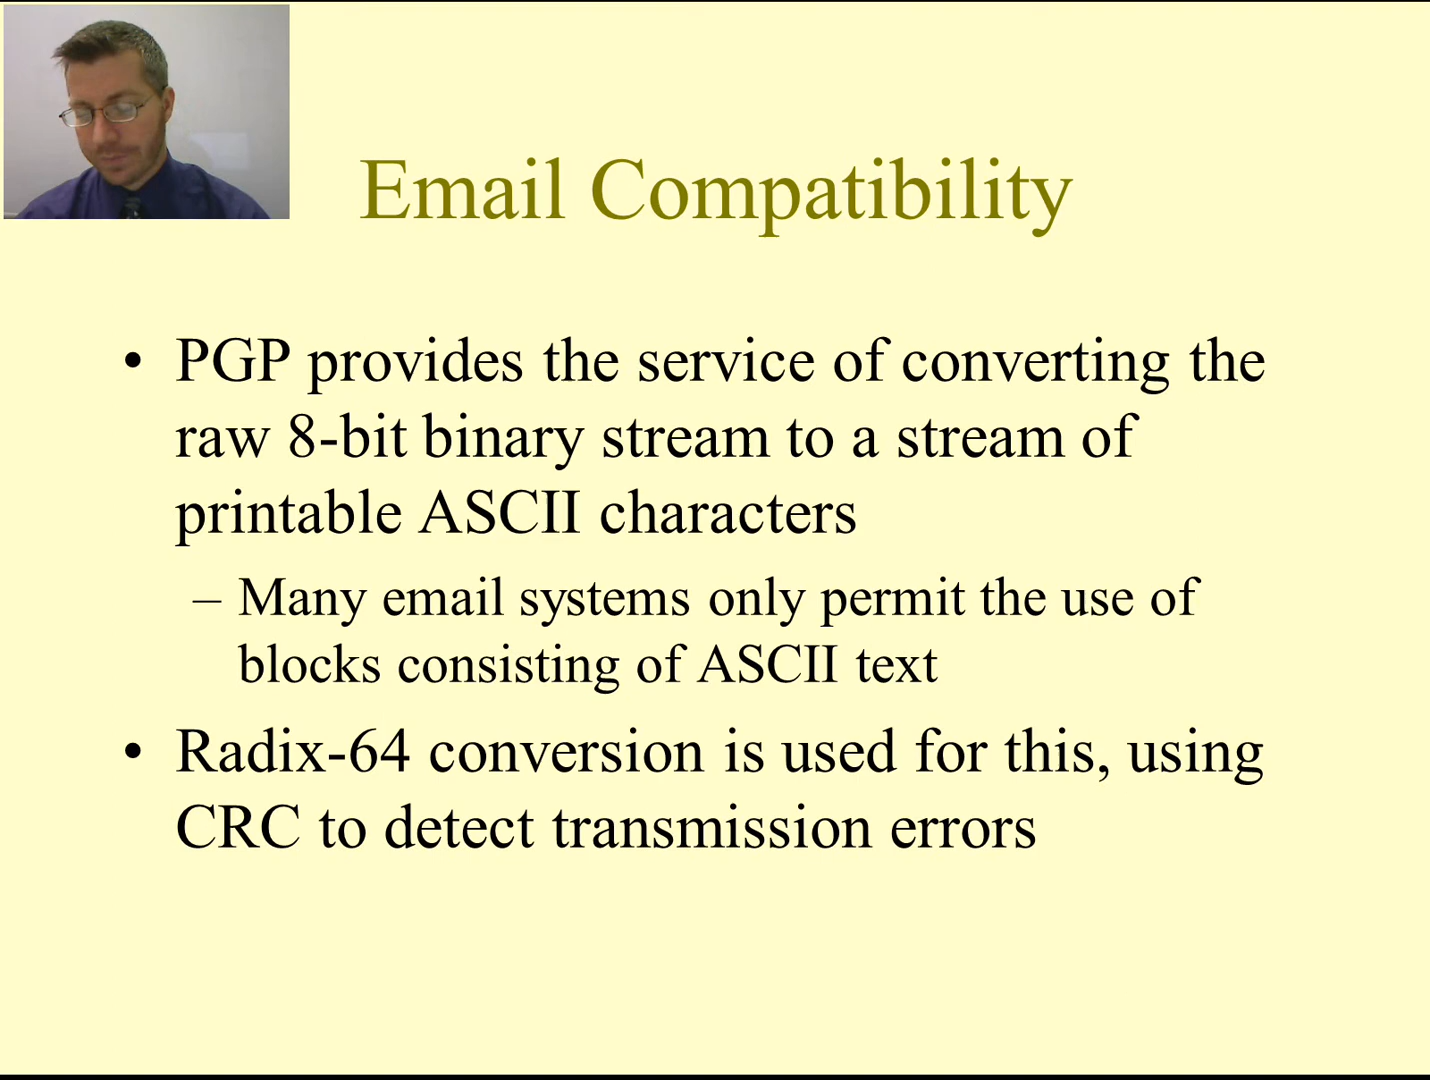 Email Compatibility
• PGP provides the service of converting the
raw 8-bit binary stream to a stream of
printable ASCII characters
– Many email systems only permit the use of
blocks consisting of ASCII text
• Radix-64 conversion is used for this, using
CRC to detect transmission errors